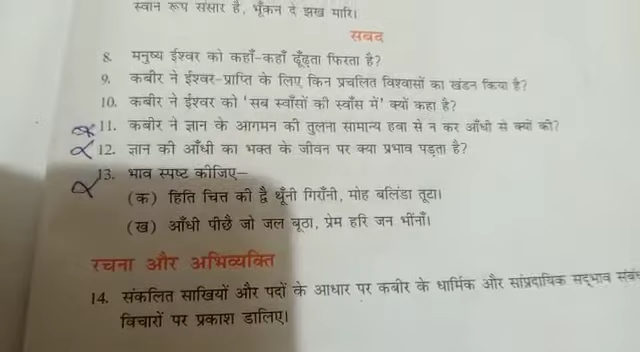 स्वान रूप संसार है, भूँकन दे झख मारि।
सबद
8. मनुष्य ईश्वर को कहाँ-कहाँ ढूँढ़ता फिरता है?
9. कबीर ने ईश्वर-प्राप्ति के लिए किन प्रचलित विश्वासों का खंडन किया है?
10. कबीर ने ईश्वर को 'सब स्वाँसों की स्वाँस में' क्यों कहा है?
11. कबीर ने ज्ञान के आगमन की तुलना सामान्य हवा से न कर आँधी से क्यों की?
12. ज्ञान की आँधी का भक्त के जीवन पर क्या प्रभाव पड़ता है?
13. भाव स्पष्ट कीजिए–
(क) हिति चित्त की द्वै थूँनी गिराँनी, मोह बलिंडा तूटा।
(ख) आँधी पीछै जो जल बूठा, प्रेम हरि जन भींनाँ।
रचना और अभिव्यक्ति
14. संकलित साखियों और पदों के आधार पर कबीर के धार्मिक और सांप्रदायिक सद्भाव संबं
विचारों पर प्रकाश डालिए।